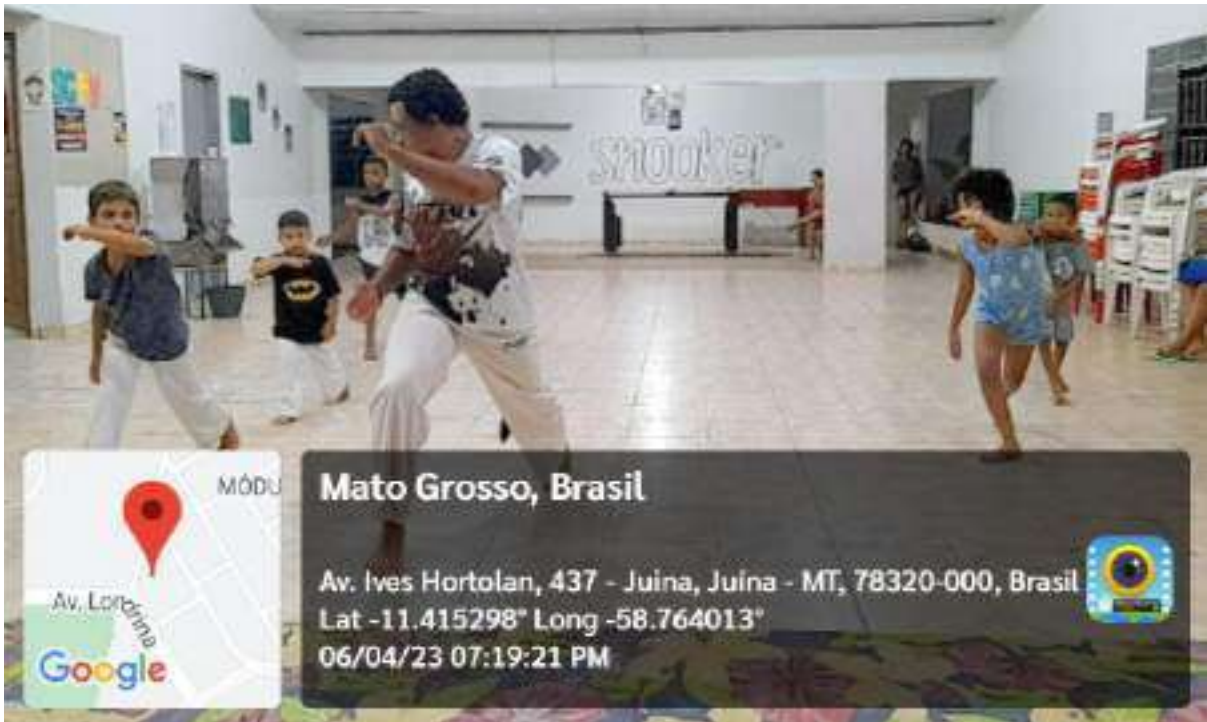 snooker
MÓDU
Av. Londrina
Google
Mato Grosso, Brasil
Av. Ives Hortolan, 437 - Juina, Juína - MT, 78320-000, Brasil
Lat -11.415298° Long -58.764013°
06/04/23 07:19:21 PM